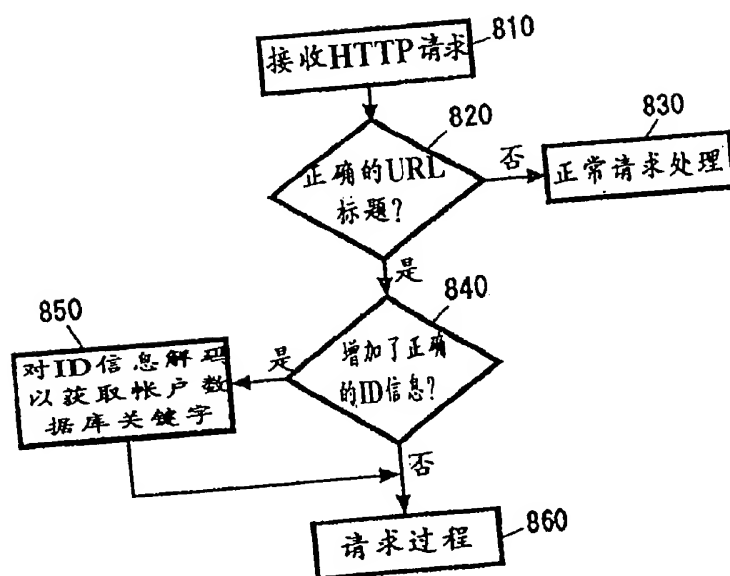 接收HTTP请求
810
正确的URL
标题?
820
否
830
正常请求处理
是
增加了正确
的ID信息?
840
是
850
对ID信息解码
以获取帐户数
据库关键字
否
请求过程
860